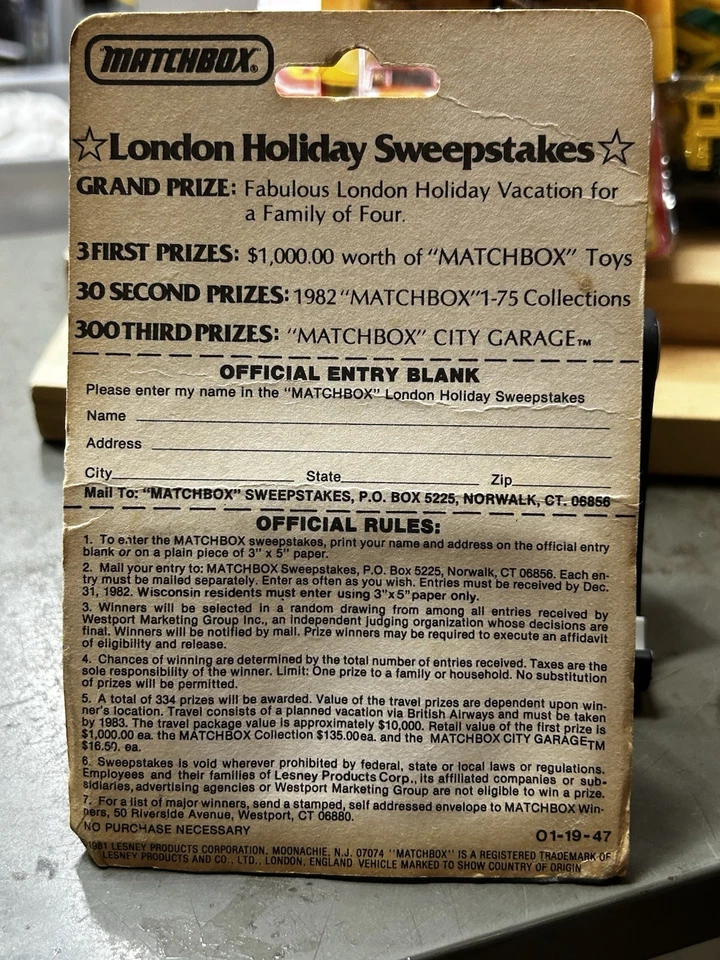 "MATCHBOX"®
☆London Holiday Sweepstakes☆
GRAND PRIZE: Fabulous London Holiday Vacation for
a Family of Four.
3 FIRST PRIZES: $1,000.00 worth of "MATCHBOX" Toys
30 SECOND PRIZES: 1982 "MATCHBOX" 1-75 Collections
300 THIRD PRIZES: "MATCHBOX" CITY GARAGE™
OFFICIAL ENTRY BLANK
Please enter my name in the "MATCHBOX" London Holiday Sweepstakes
Name
Address
City State Zip
Mail To: "MATCHBOX" SWEEPSTAKES, P.O. BOX 5225, NORWALK, CT. 06856
OFFICIAL RULES:
1. To enter the MATCHBOX sweepstakes, print your name and address on the official entry
blank or on a plain piece of 3" x 5" paper.
2. Mail your entry to: MATCHBOX Sweepstakes, P.O. Box 5225, Norwalk, CT 06856. Each en-
try must be mailed separately. Enter as often as you wish. Entries must be received by Dec.
31, 1982. Wisconsin residents must enter using 3"x5" paper only.
3. Winners will be selected in a random drawing from among all entries received by
Westport Marketing Group Inc., an independent judging organization whose decisions are
final. Winners will be notified by mail. Prize winners may be required to execute an affidavit
of eligibility and release.
4. Chances of winning are determined by the total number of entries received. Taxes are the
sole responsibility of the winner. Limit: One prize to a family or household. No substitution
of prizes will be permitted.
5. A total of 334 prizes will be awarded. Value of the travel prizes are dependent upon win-
ner's location. Travel consists of a planned vacation via British Airways and must be taken
by 1983. The travel package value is approximately $10,000. Retail value of the first prize is
$1,000.00 ea. the MATCHBOX Collection $135.00ea. and the MATCHBOX CITY GARAGE™
$16.50. ea.
6. Sweepstakes is void wherever prohibited by federal, state or local laws or regulations.
Employees and their families of Lesney Products Corp., its affiliated companies or sub-
sidiaries, advertising agencies or Westport Marketing Group are not eligible to win a prize.
7. For a list of major winners, send a stamped, self addressed envelope to MATCHBOX Win-
ners, 50 Riverside Avenue, Westport, CT 06880.
NO PURCHASE NECESSARY 01-19-47
1981 LESNEY PRODUCTS CORPORATION, MOONACHIE, N.J. 07074 "MATCHBOX" IS A REGISTERED TRADEMARK OF
LESNEY PRODUCTS AND CO., LTD., LONDON, ENGLAND VEHICLE MARKED TO SHOW COUNTRY OF ORIGIN